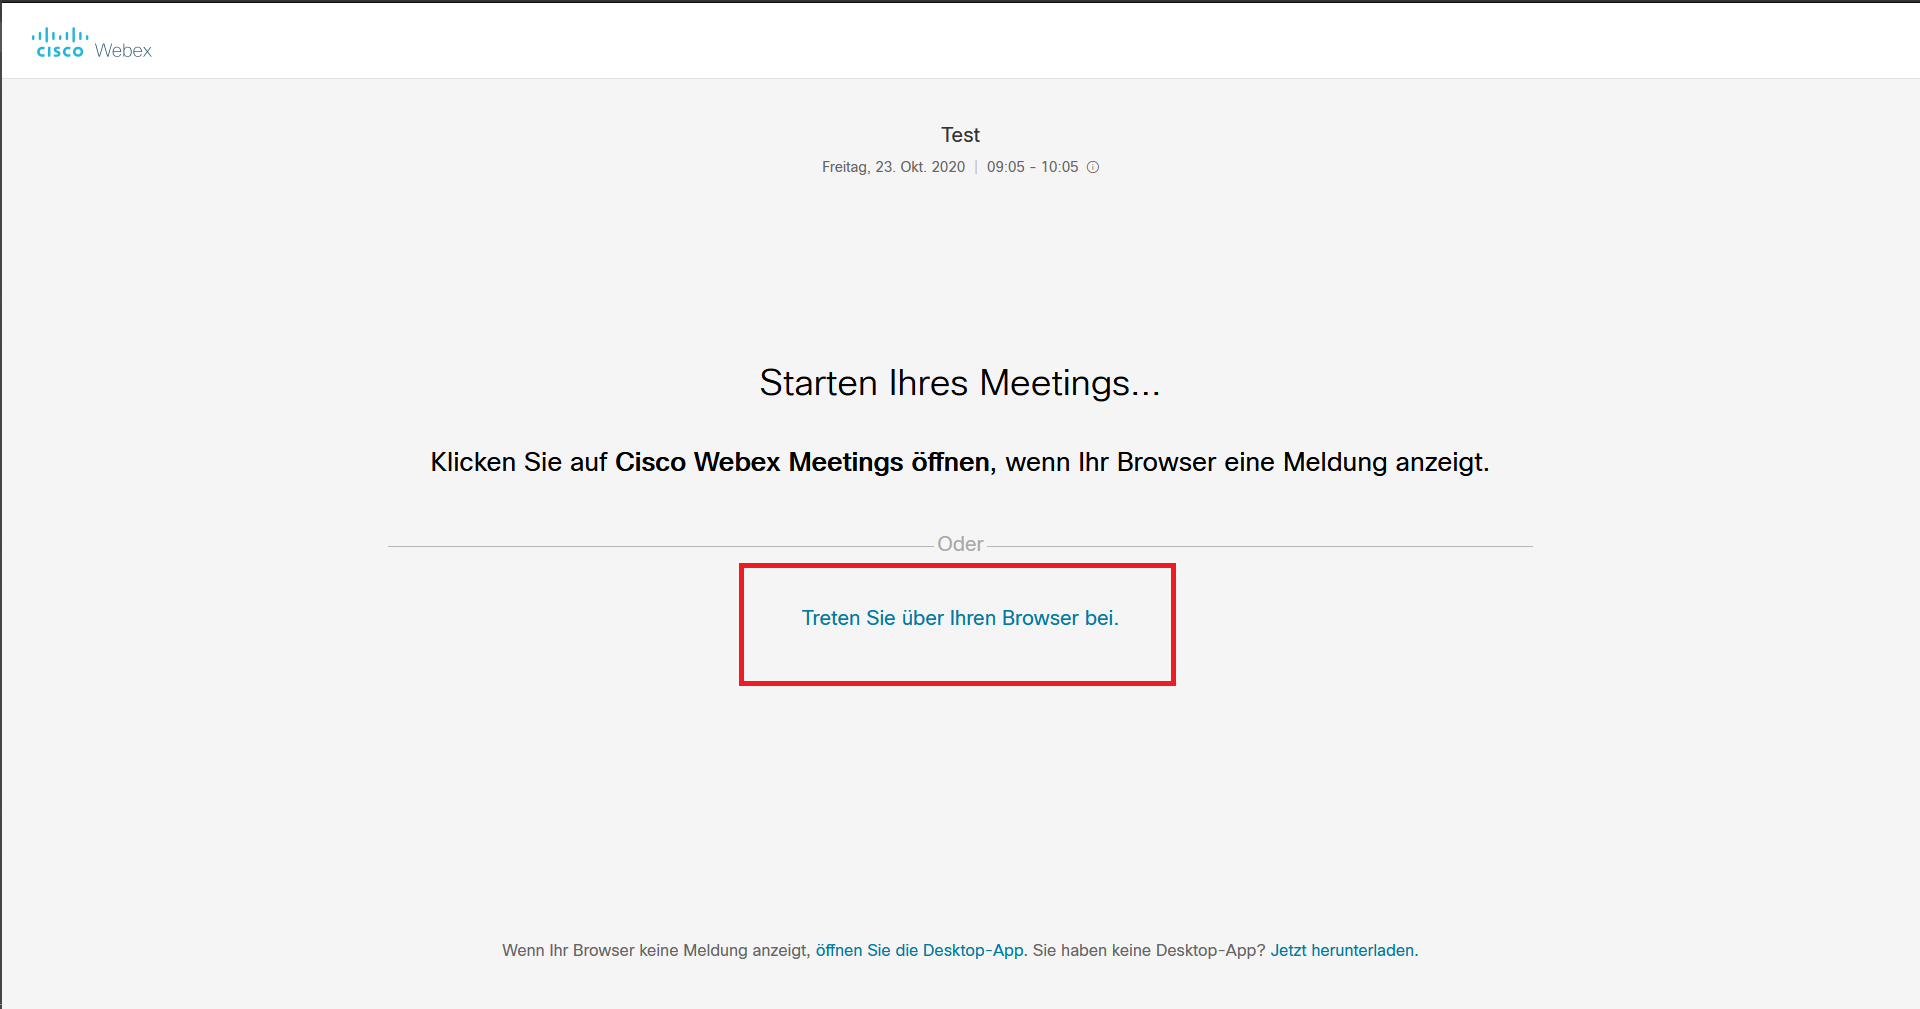 cisco Webex
Test
Freitag, 23. Okt. 2020 | 09:05 - 10:05
Starten Ihres Meetings...
Klicken Sie auf Cisco Webex Meetings öffnen, wenn Ihr Browser eine Meldung anzeigt.
Oder
Treten Sie über Ihren Browser bei.
Wenn Ihr Browser keine Meldung anzeigt, öffnen Sie die Desktop-App. Sie haben keine Desktop-App? Jetzt herunterladen.